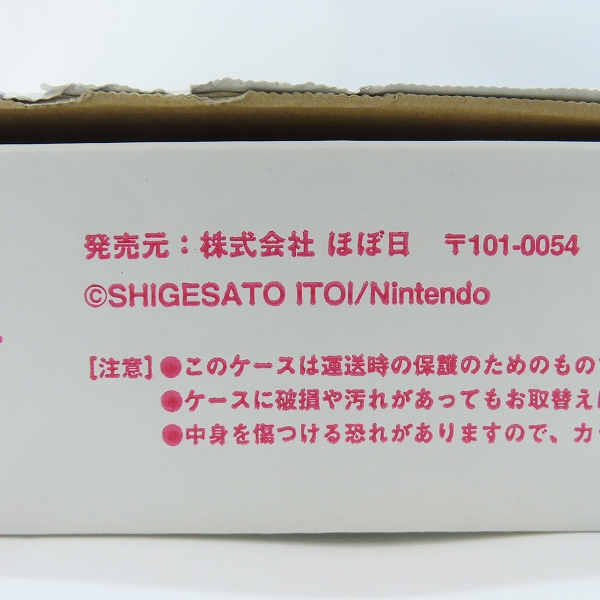 発売元：株式会社 ほぼ日　〒101-0054
©SHIGESATO ITOI/Nintendo
[注意] ●このケースは運送時の保護のためのもので
●ケースに破損や汚れがあってもお取替えは
●中身を傷つける恐れがありますので、カッ